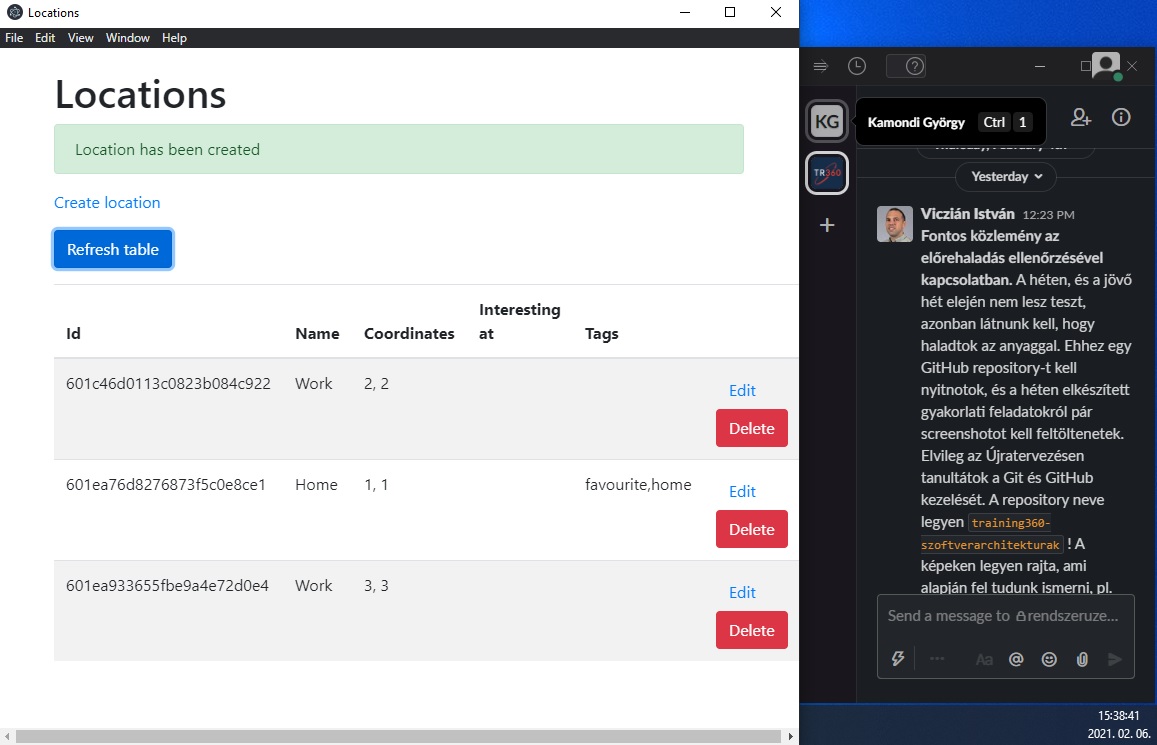 Locations
File Edit View Window Help
Locations
Location has been created
Create location
Refresh table
Id Name Coordinates Interesting at Tags
601c46d0113c0823b084c922 Work 2, 2
Edit
Delete
601ea76d8276873f5c0e8ce1 Home 1, 1 favourite,home
Edit
Delete
601ea933655fbe9a4e72d0e4 Work 3, 3
Edit
Delete
KG
Kamondi György Ctrl 1
TR360
Yesterday
Viczián István 12:23 PM
Fontos közlemény az
előrehaladás ellenőrzésével
kapcsolatban. A héten, és a jövő
hét elején nem lesz teszt,
azonban látnunk kell, hogy
haladtok az anyaggal. Ehhez egy
GitHub repository-t kell
nyitnotok, és a héten elkészített
gyakorlati feladatokról pár
screenshotot kell feltöltenetek.
Elvileg az Újratervezésen
tanultátok a Git és GitHub
kezelését. A repository neve
legyen training360-
szoftverarchitekturak ! A
képeken legyen rajta, ami
alapján fel tudunk ismerni, pl.
Send a message to rendszeruze...
Aa
15:38:41
2021. 02. 06.